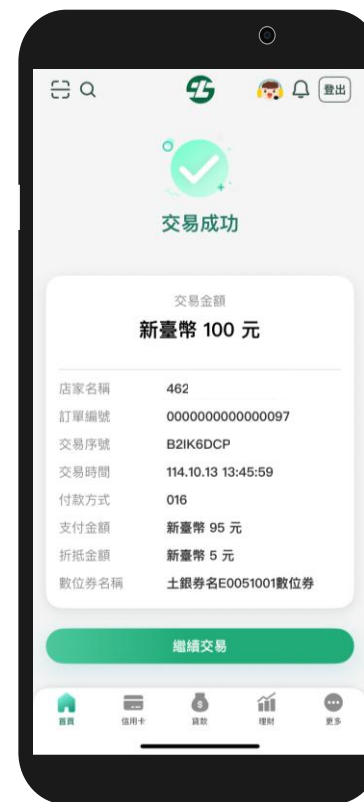 登出
交易成功
交易金額
新臺幣 100 元
店家名稱 462
訂單編號 0000000000000097
交易序號 B2IK6DCP
交易時間 114.10.13 13:45:59
付款方式 016
支付金額 新臺幣 95 元
折抵金額 新臺幣 5 元
數位券名稱 土銀券名E0051001數位券
繼續交易
首頁 信用卡 貸款 理財 更多